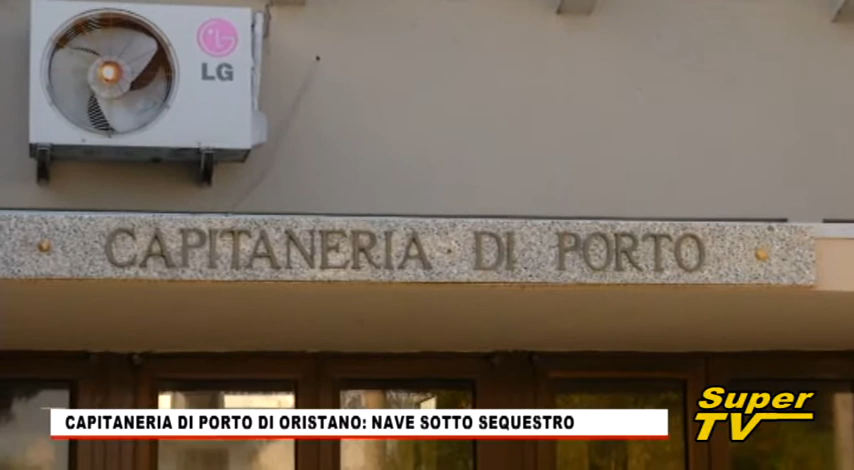 LG
CAPITANERIA DI PORTO
CAPITANERIA DI PORTO DI ORISTANO: NAVE SOTTO SEQUESTRO
Super
TV